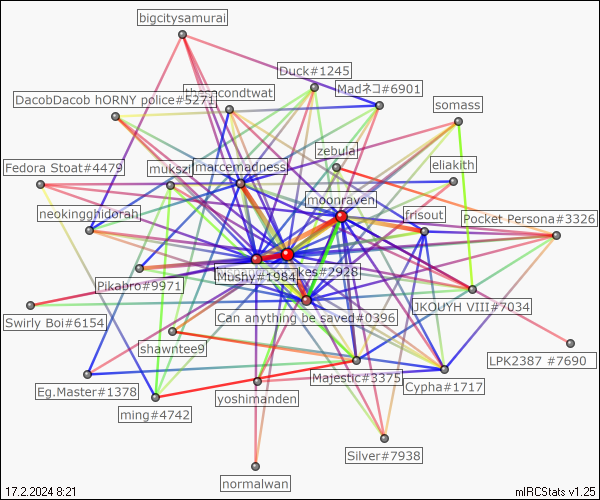 bigcitysamurai
Duck#1245
Madネコ#6901
DacobDacob hORNY police#5271
somass
zebula
marcemadness
eliakith
Fedora Stoat#4479
mukszi
moonraven
neokingghidorah
frisout
Pocket Persona#3326
Mushy#1984
kes#2928
Pikabro#9971
JKOUYH VIII#7034
Can anything be saved#0396
Swirly Boi#6154
shawntee9
LPK2387 #7690
Majestic#3375
Cypha#1717
Eg.Master#1378
yoshimanden
ming#4742
Silver#7938
normalwan
17.2.2024 8:21
mIRCStats v1.25